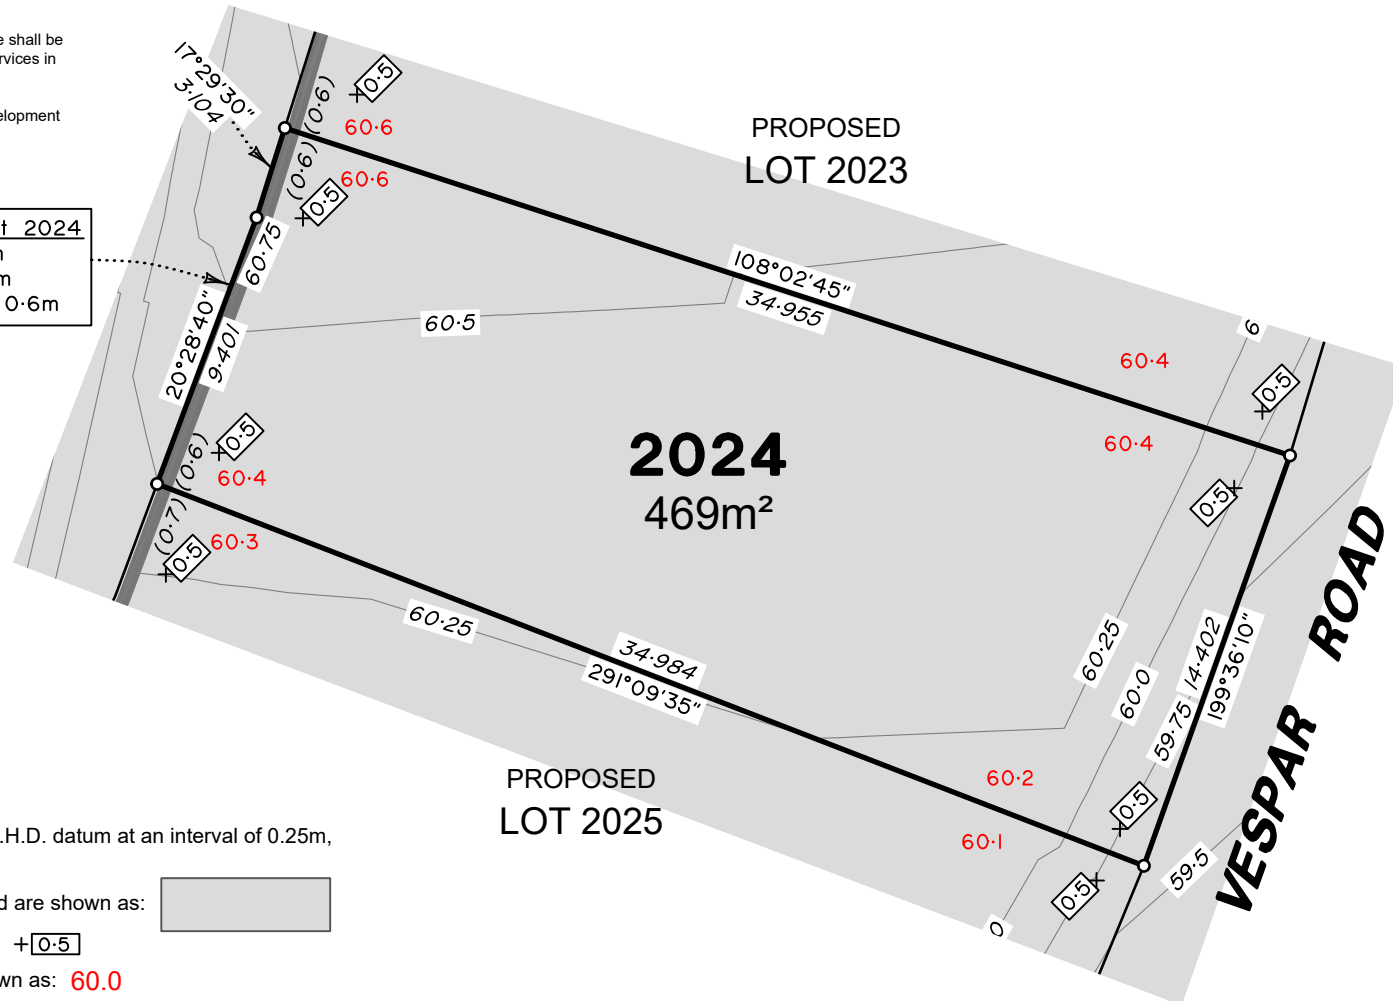 e shall be
rvices in
elopment
17°29'30"
3·104
t 2024
m
0·6m
(0·6)
(0·6)
0·5
60·6
60·6
0·5
PROPOSED
LOT 2023
60·75
20°28'40"
9·401
60·5
108°02'45"
34·955
60·4
60·4
6
0·5
0·5
2024
469m²
(0·6)
0·5
60·4
(0·7)
0·5
60·3
60·25
34·984
291°09'35"
60·25
60·0
59·75
14·402
199°36'10"
VESPAR ROAD
PROPOSED
LOT 2025
60·2
60·1
0·5
0·5
59·5
0
.H.D. datum at an interval of 0.25m,
d are shown as:
+ 0·5
wn as: 60.0